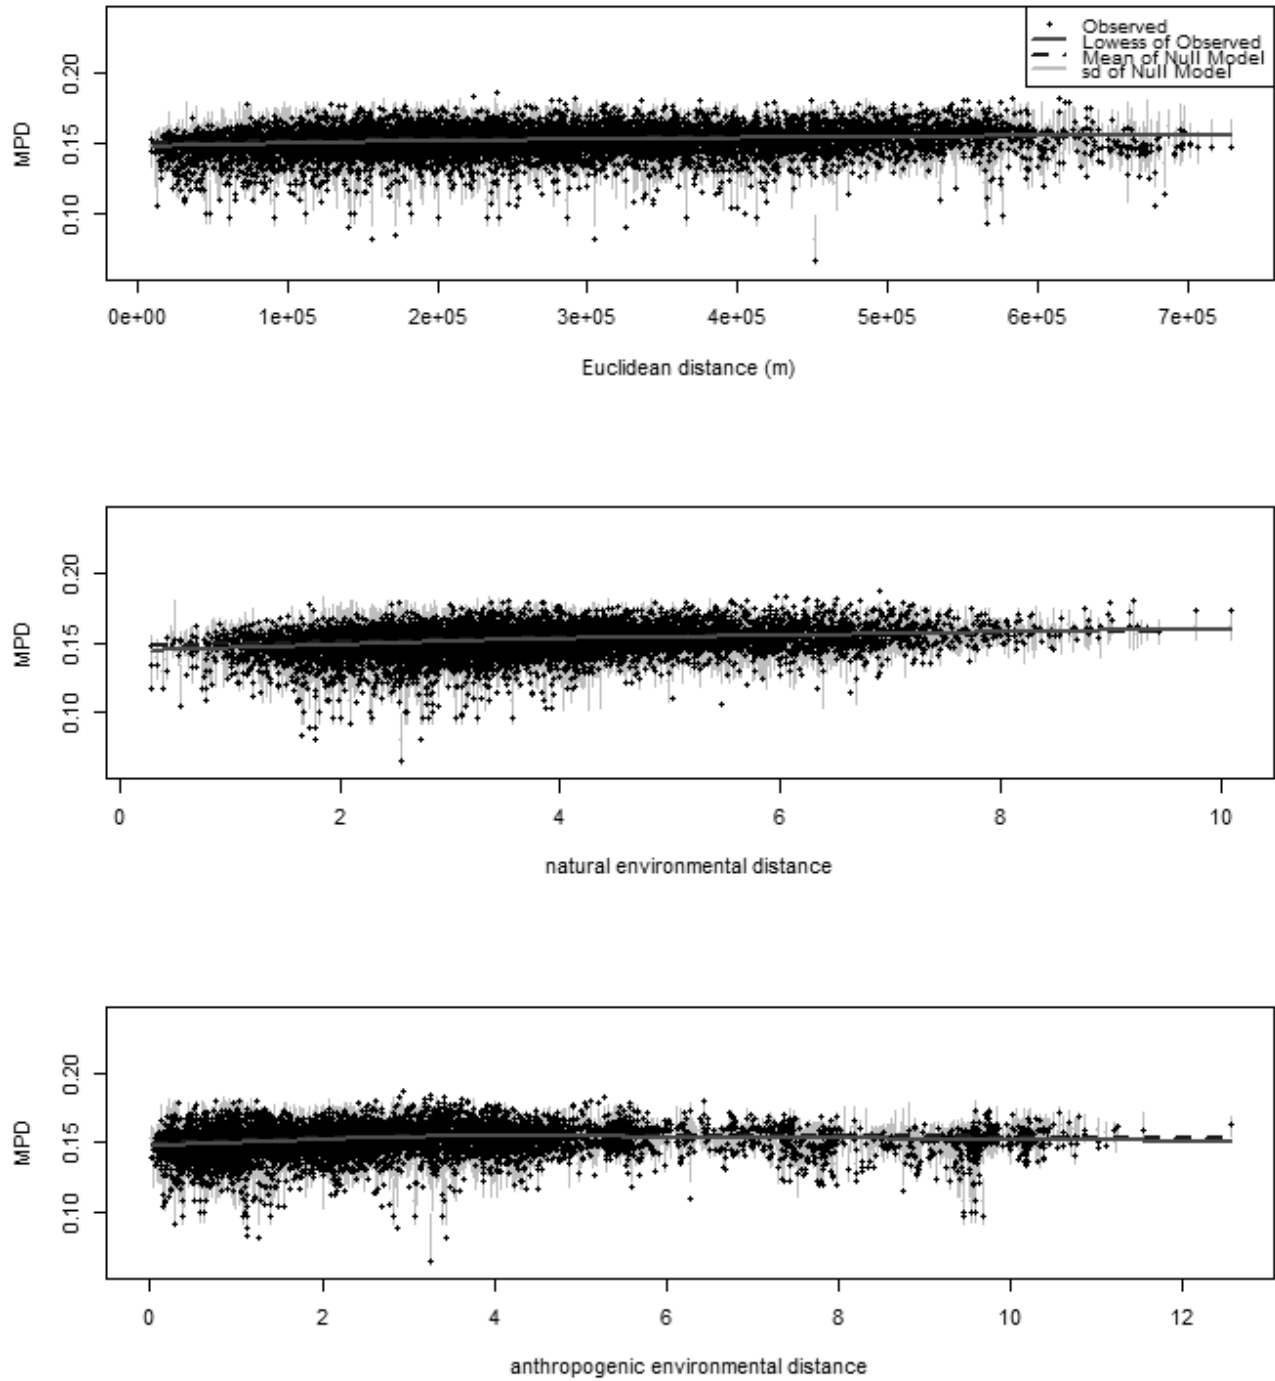 Observed
Lowess of Observed
Mean of Null Model
sd of Null Model
0.20
0.15
0.10
MPD
0e+00 1e+05 2e+05 3e+05 4e+05 5e+05 6e+05 7e+05
Euclidean distance (m)
0.20
0.15
0.10
MPD
0 2 4 6 8 10
natural environmental distance
0.20
0.15
0.10
MPD
0 2 4 6 8 10 12
anthropogenic environmental distance